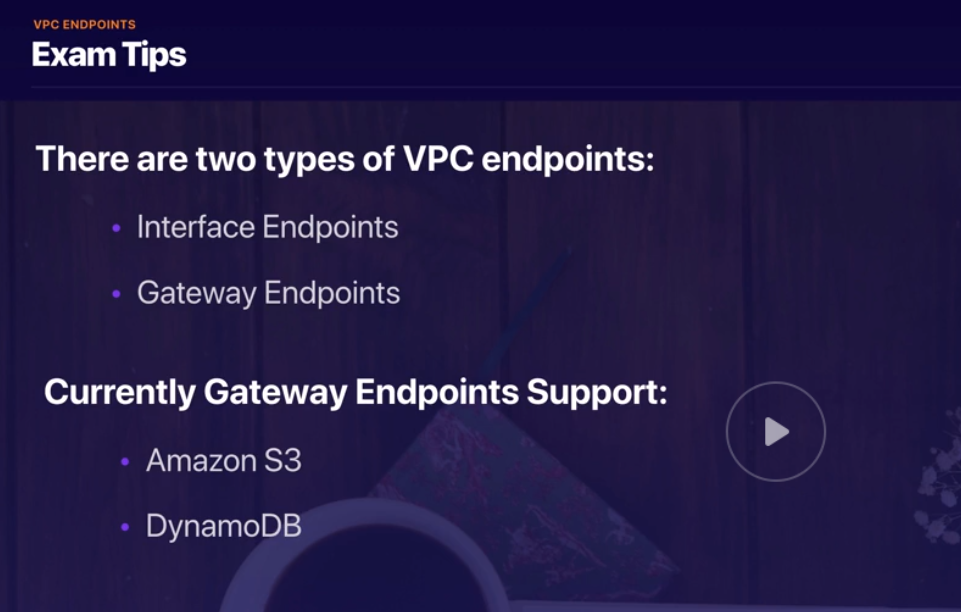 VPC ENDPOINTS
Exam Tips
There are two types of VPC endpoints:
• Interface Endpoints
• Gateway Endpoints
Currently Gateway Endpoints Support:
• Amazon S3
• DynamoDB